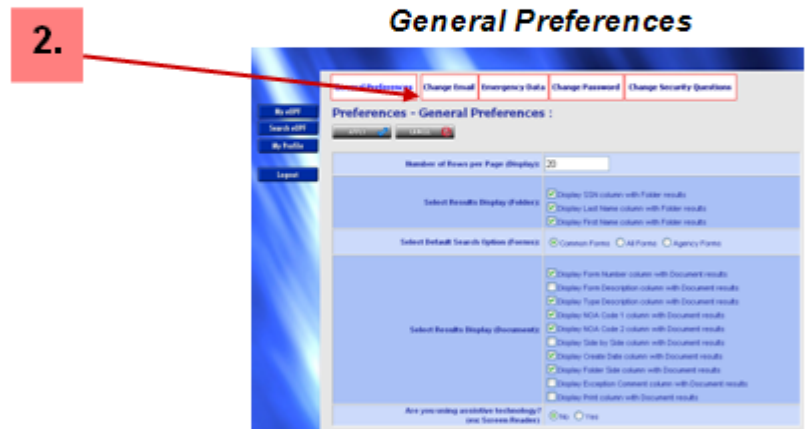 General Preferences
2.
General Preferences Change Email Emergency Data Change Password Change Security Questions
My eOPF
Search eOPF
My Profile
Logout
Preferences - General Preferences :
APPLY CANCEL
Number of Rows per Page (Display): 20
Select Results Display (Folder):
Display SSN column with Folder results
Display Last Name column with Folder results
Display First Name column with Folder results
Select Default Search Option (Forms): Common Forms All Forms Agency Forms
Select Results Display (Document):
Display Form Number column with Document results
Display Form Description column with Document results
Display Type Description column with Document results
Display NOA Code 1 column with Document results
Display NOA Code 2 column with Document results
Display Side by Side column with Document results
Display Create Date column with Document results
Display Folder Side column with Document results
Display Exception Comment column with Document results
Display Print column with Document results
Are you using assistive technology?
(ex: Screen Reader) No Yes